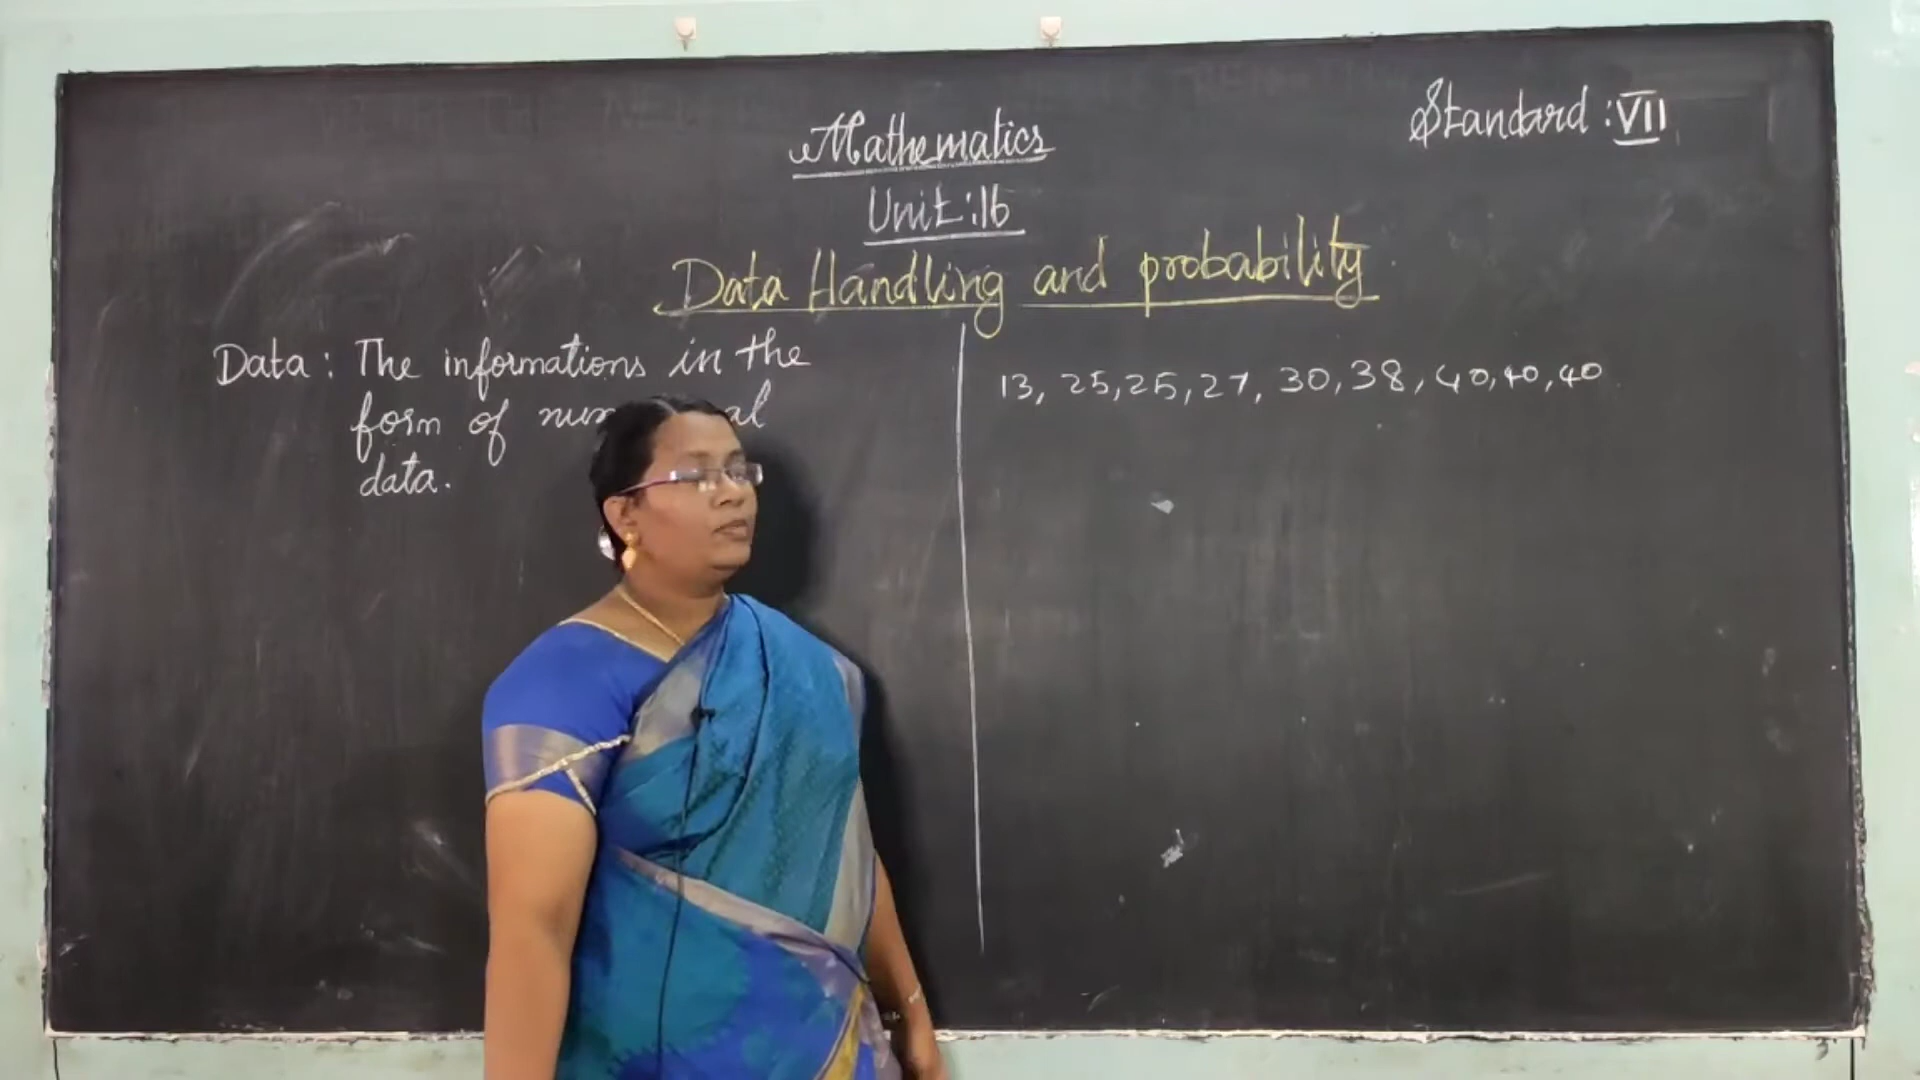 Standard : VII
Mathematics
Unit : 16
Data Handling and probability
Data : The informations in the
form of
data.
13, 25, 25, 27, 30, 38, 40, 40, 40